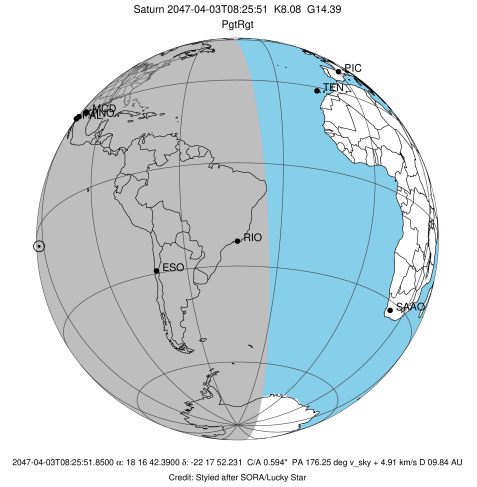 Saturn 2047-04-03T08:25:51 K8.08 G14.39
PgtRgt
PIC
TEN
MCD
RIO
ESO
SAAO
2047-04-03T08:25:51.8500 α: 18 16 42.3900 δ: -22 17 52.231 C/A 0.594" PA 176.25 deg v_sky + 4.91 km/s D 09.84 AU
Credit: Styled after SORA/Lucky Star